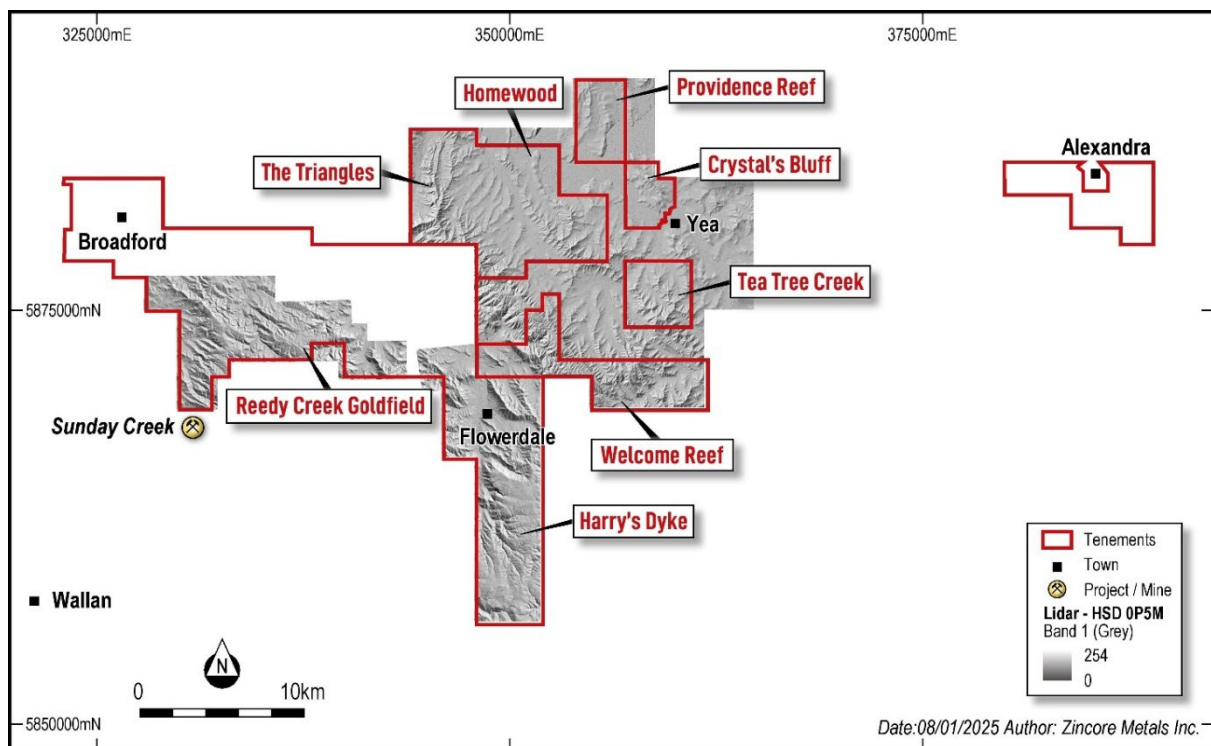 325000mE
350000mE
375000mE
Homewood
Providence Reef
The Triangles
Crystal's Bluff
Alexandra
Broadford
Yea
Tea Tree Creek
5875000mN
Reedy Creek Goldfield
Sunday Creek
Flowerdale
Welcome Reef
Harry's Dyke
Wallan
N
0 10km
Tenements
Town
Project / Mine
Lidar - HSD 0P5M
Band 1 (Grey)
254
0
5850000mN
Date:08/01/2025 Author: Zincore Metals Inc.